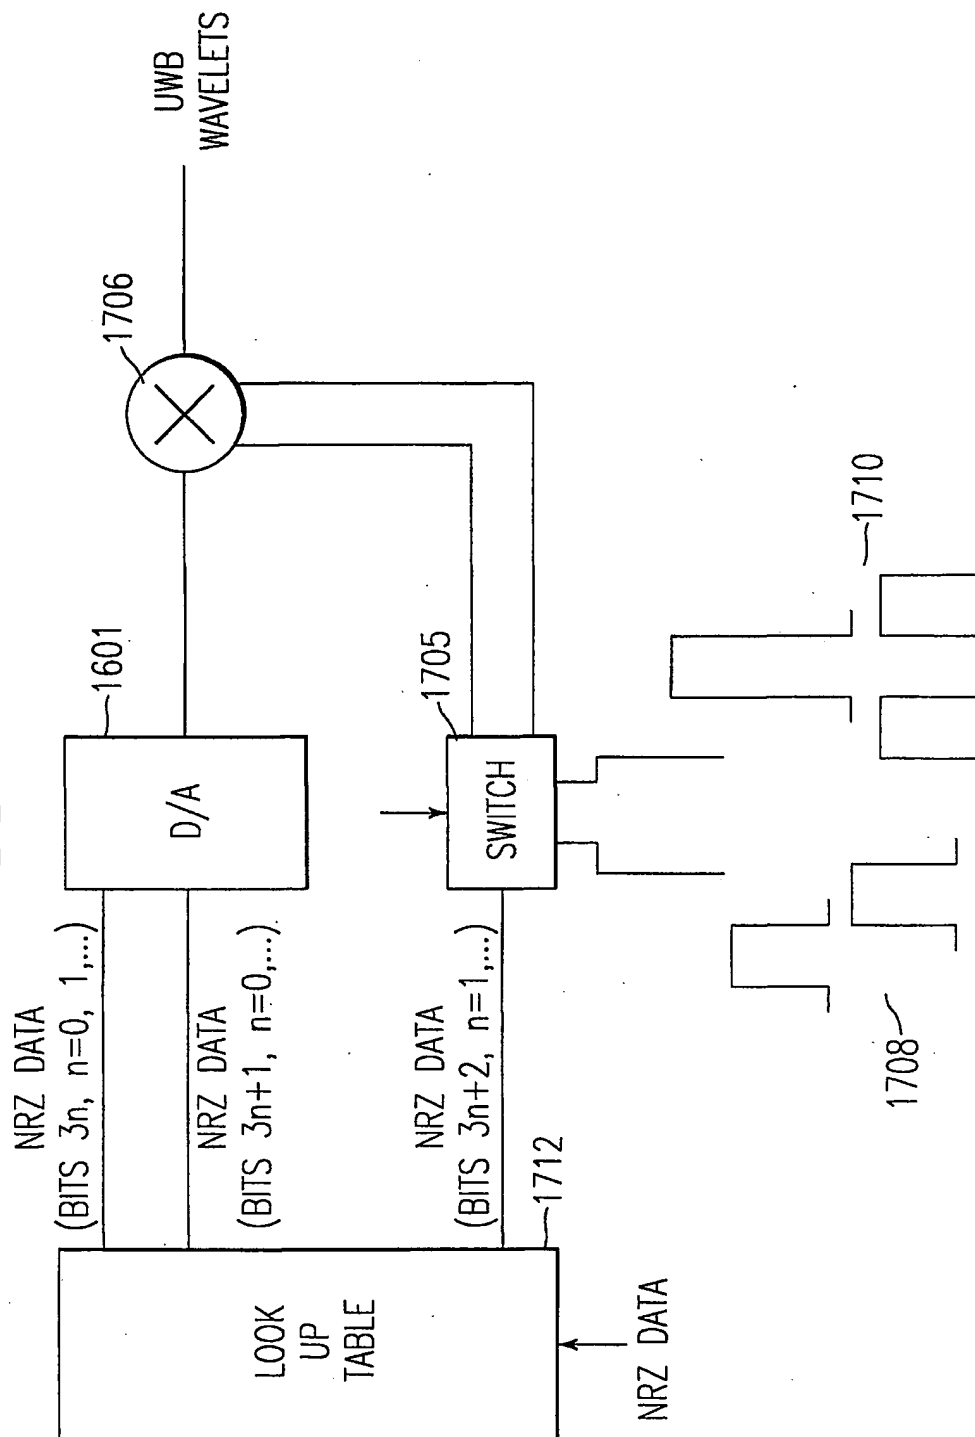 UWB
WAVELETS
1706
1601
D/A
1705
SWITCH
1710
1708
NRZ DATA
(BITS 3n, n=0, 1,...)
NRZ DATA
(BITS 3n+1, n=0,...)
NRZ DATA
(BITS 3n+2, n=1,...)
1712
LOOK
UP
TABLE
NRZ DATA